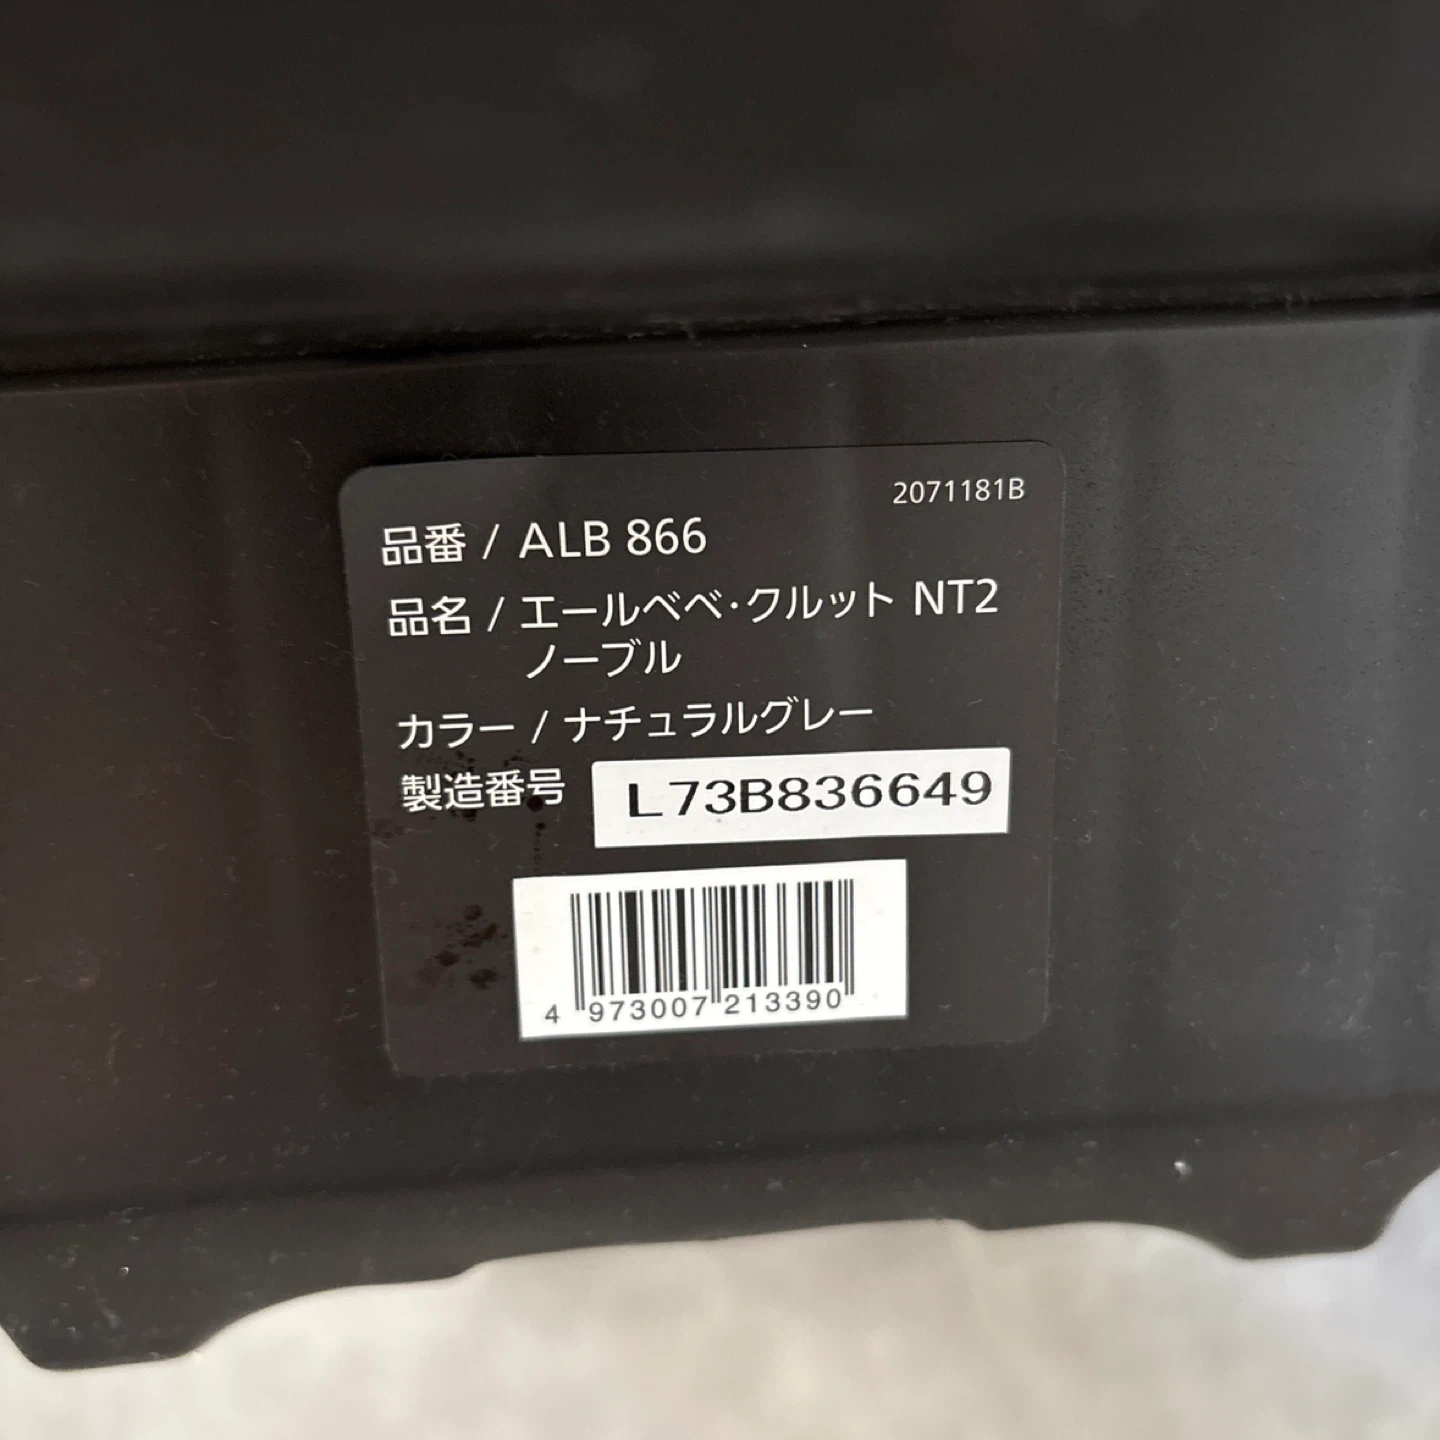 2071181B
品番 / ALB 866
品名 / エールベベ・クルット NT2
ノーブル
カラー / ナチュラルグレー
製造番号 L73B836649
4 973007 213390